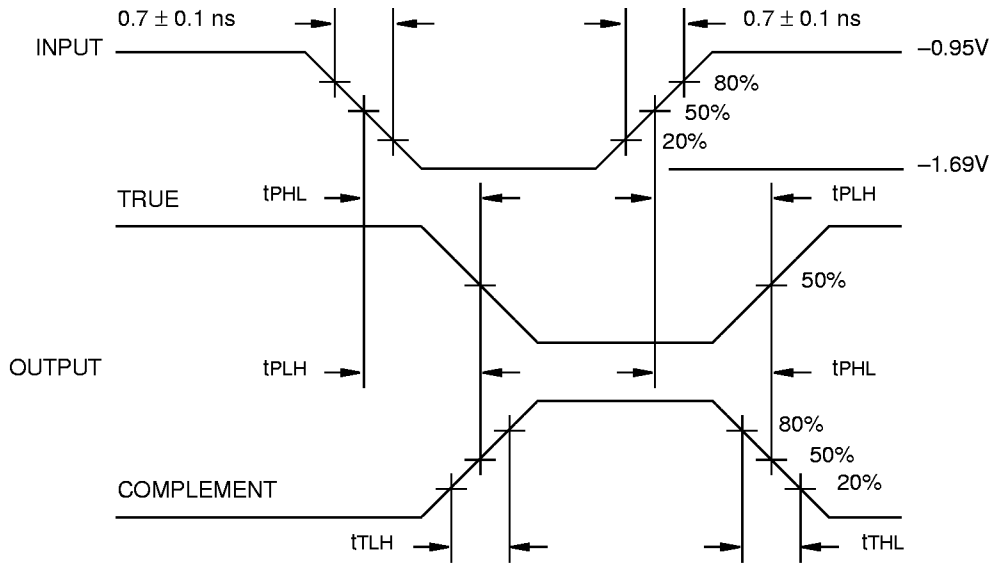 0.7 ± 0.1 ns
0.7 ± 0.1 ns
INPUT
–0.95V
80%
50%
20%
–1.69V
TRUE
tPHL
tPLH
50%
OUTPUT
tPLH
tPHL
80%
50%
20%
COMPLEMENT
tTLH
tTHL